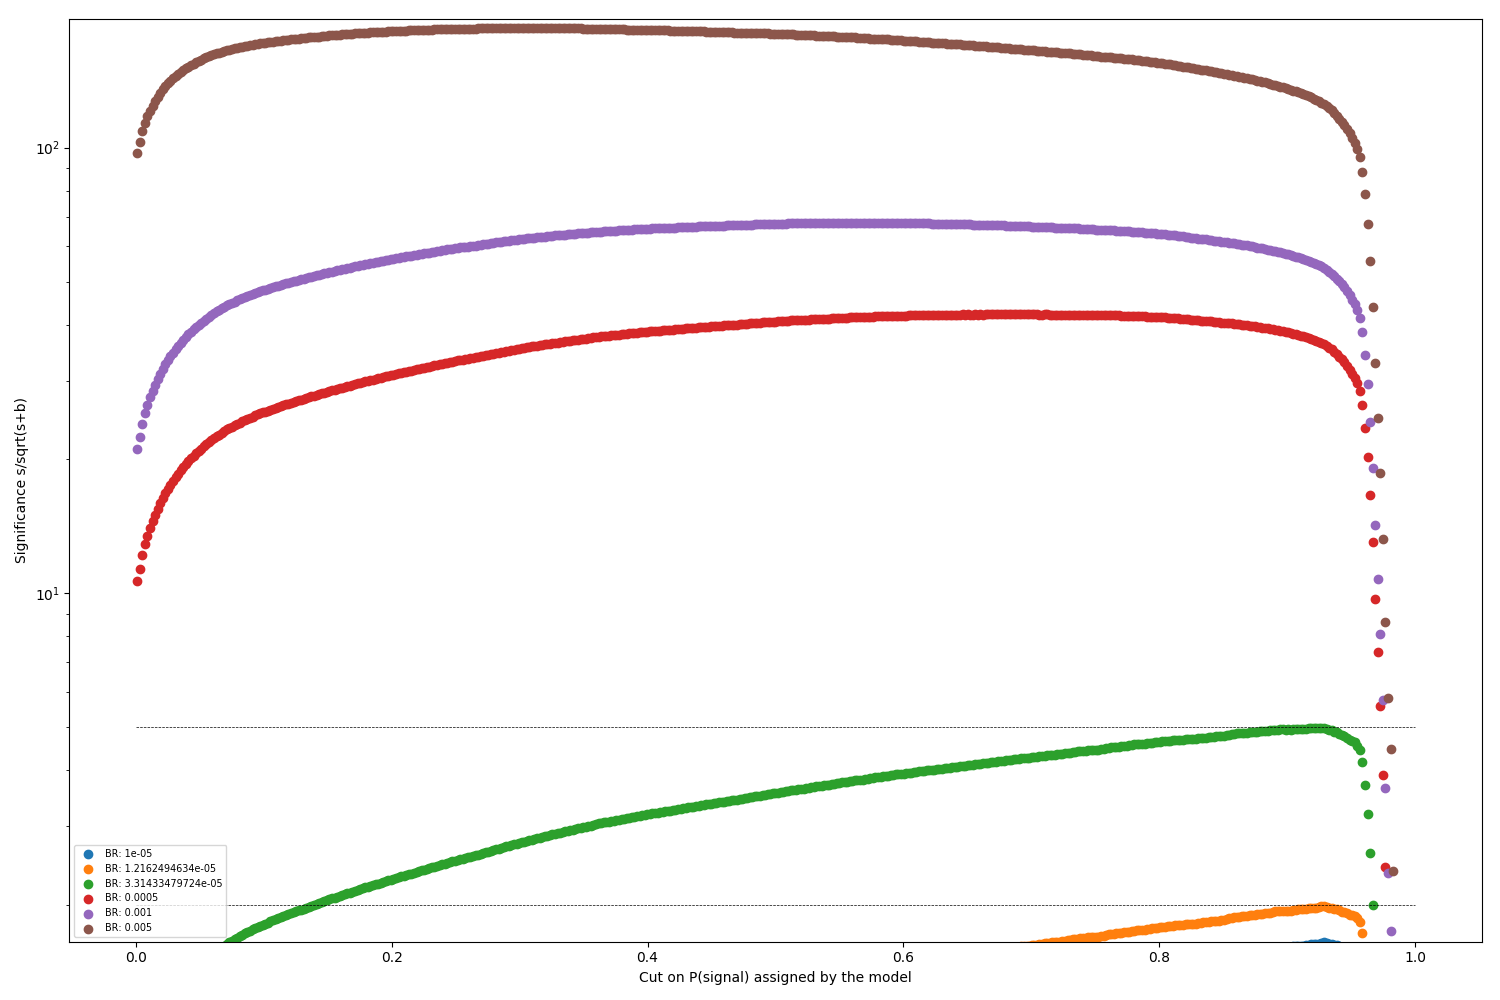 Significance s/sqrt(s+b)
10²
10¹
BR: 1e-05
BR: 1.2162494634e-05
BR: 3.31433479724e-05
BR: 0.0005
BR: 0.001
BR: 0.005
0.0 0.2 0.4 0.6 0.8 1.0
Cut on P(signal) assigned by the model